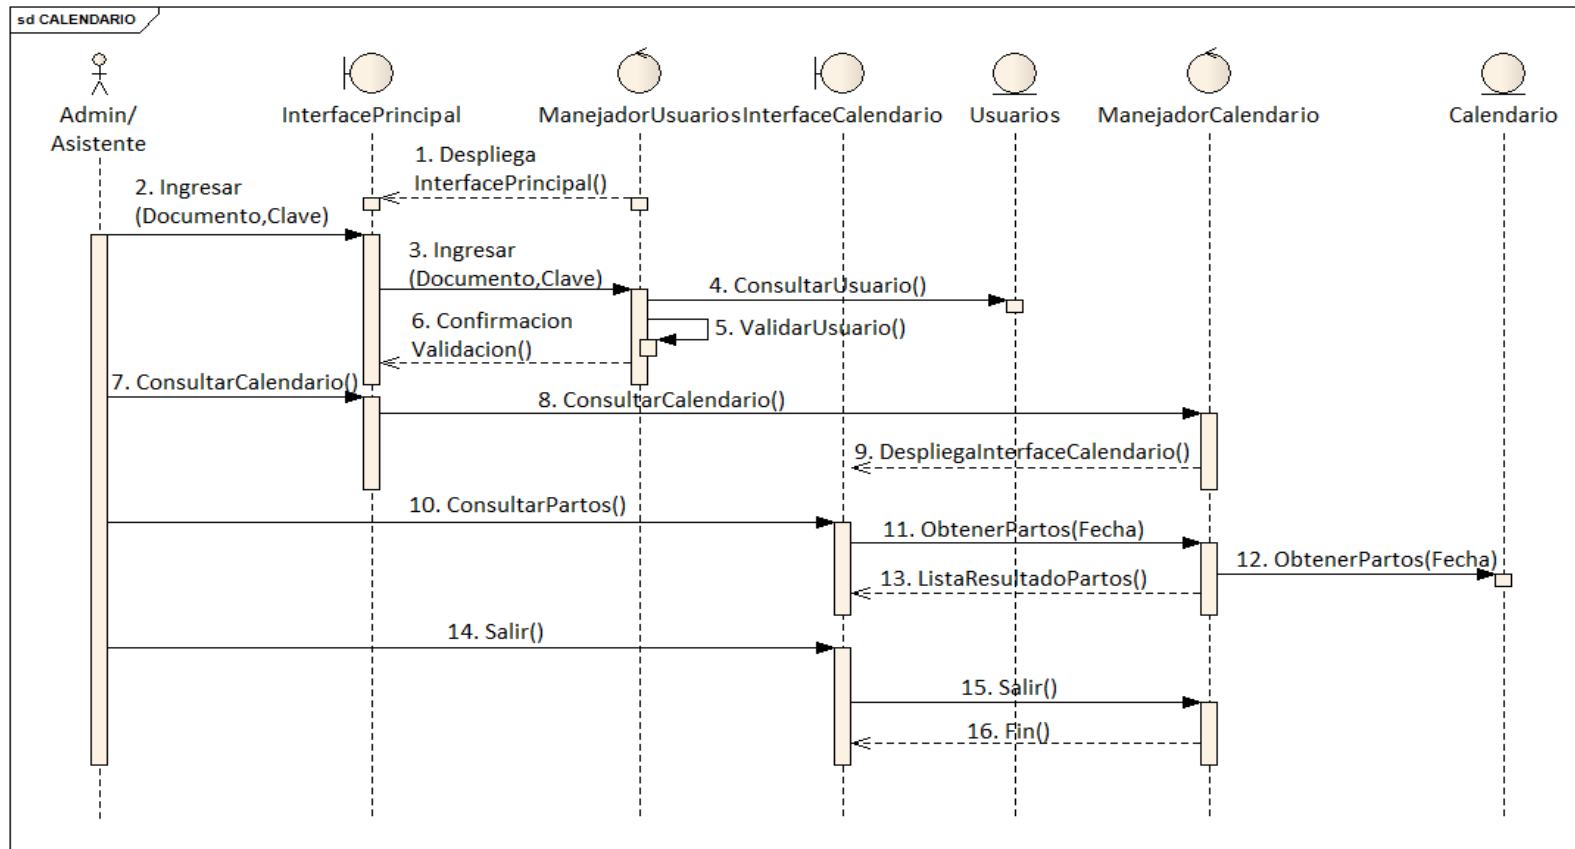 sd CALENDARIO
Admin/
Asistente
InterfacePrincipal
ManejadorUsuarios
InterfaceCalendario
Usuarios
ManejadorCalendario
Calendario
1. Despliega
InterfacePrincipal()
2. Ingresar
(Documento,Clave)
3. Ingresar
(Documento,Clave)
4. ConsultarUsuario()
5. ValidarUsuario()
6. Confirmacion
Validacion()
7. ConsultarCalendario()
8. ConsultarCalendario()
9. DespliegaInterfaceCalendario()
10. ConsultarPartos()
11. ObtenerPartos(Fecha)
12. ObtenerPartos(Fecha)
13. ListaResultadoPartos()
14. Salir()
15. Salir()
16. Fin()